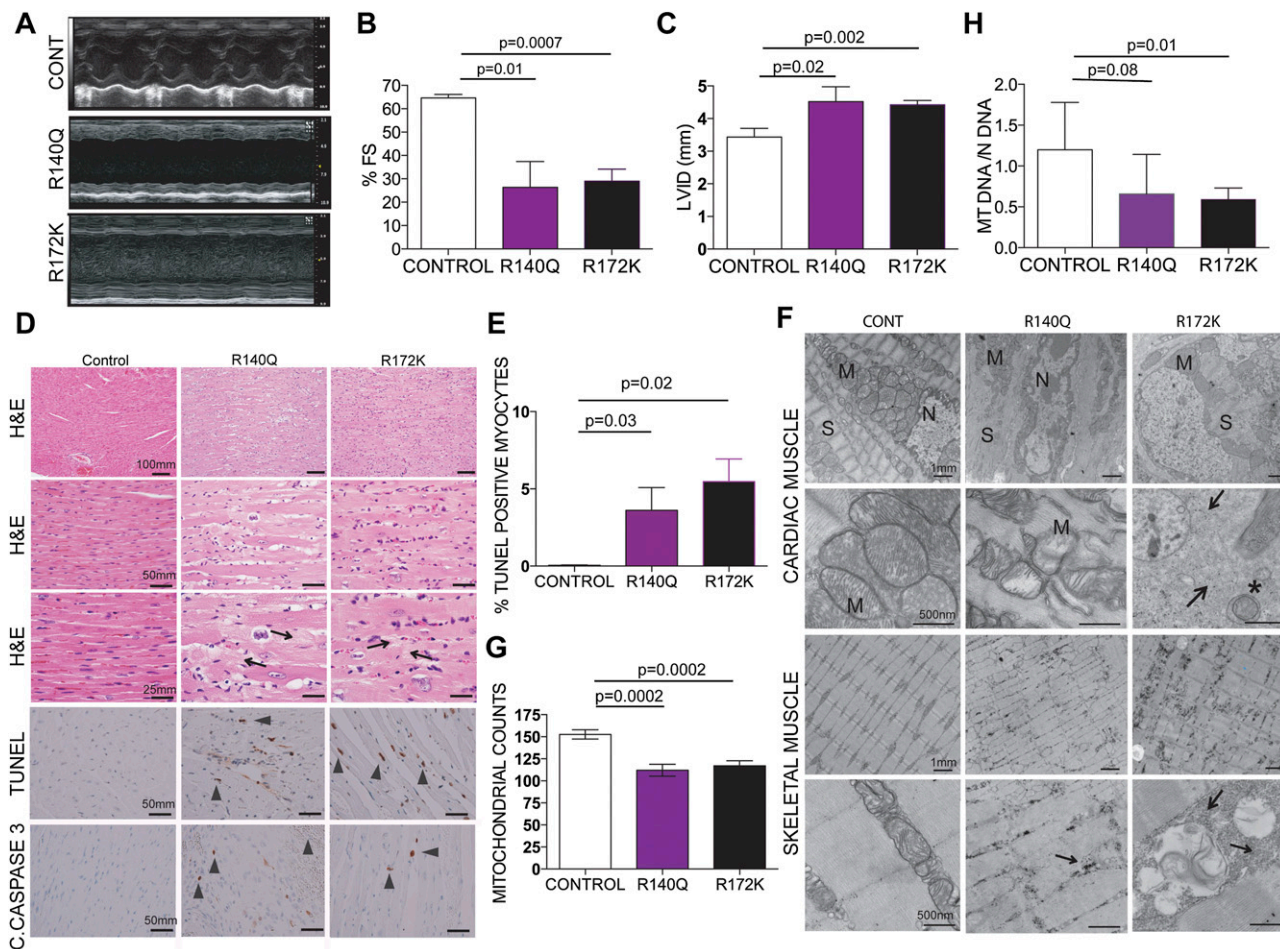 A
CONT
R140Q
R172K
B
p=0.0007
p=0.01
% FS
70
60
50
40
30
20
10
0
CONTROL R140Q R172K
C
p=0.002
p=0.02
LVID (mm)
6
5
4
3
2
1
0
CONTROL R140Q R172K
H
p=0.01
p=0.08
MT DNA /N DNA
2.0
1.5
1.0
0.5
0.0
CONTROL R140Q R172K
D
Control R140Q R172K
H&E
100mm
H&E
50mm
H&E
25mm
TUNEL
50mm
C.CASPASE 3
50mm
E
p=0.02
p=0.03
% TUNEL POSITIVE MYOCYTES
10
5
0
CONTROL R140Q R172K
G
p=0.0002
p=0.0002
MITOCHONDRIAL COUNTS
175
150
125
100
75
50
25
0
CONTROL R140Q R172K
F
CONT R140Q R172K
CARDIAC MUSCLE
M
N
S
1mm
M
N
S
M
S
M
500nm
M
*
SKELETAL MUSCLE
1mm
500nm